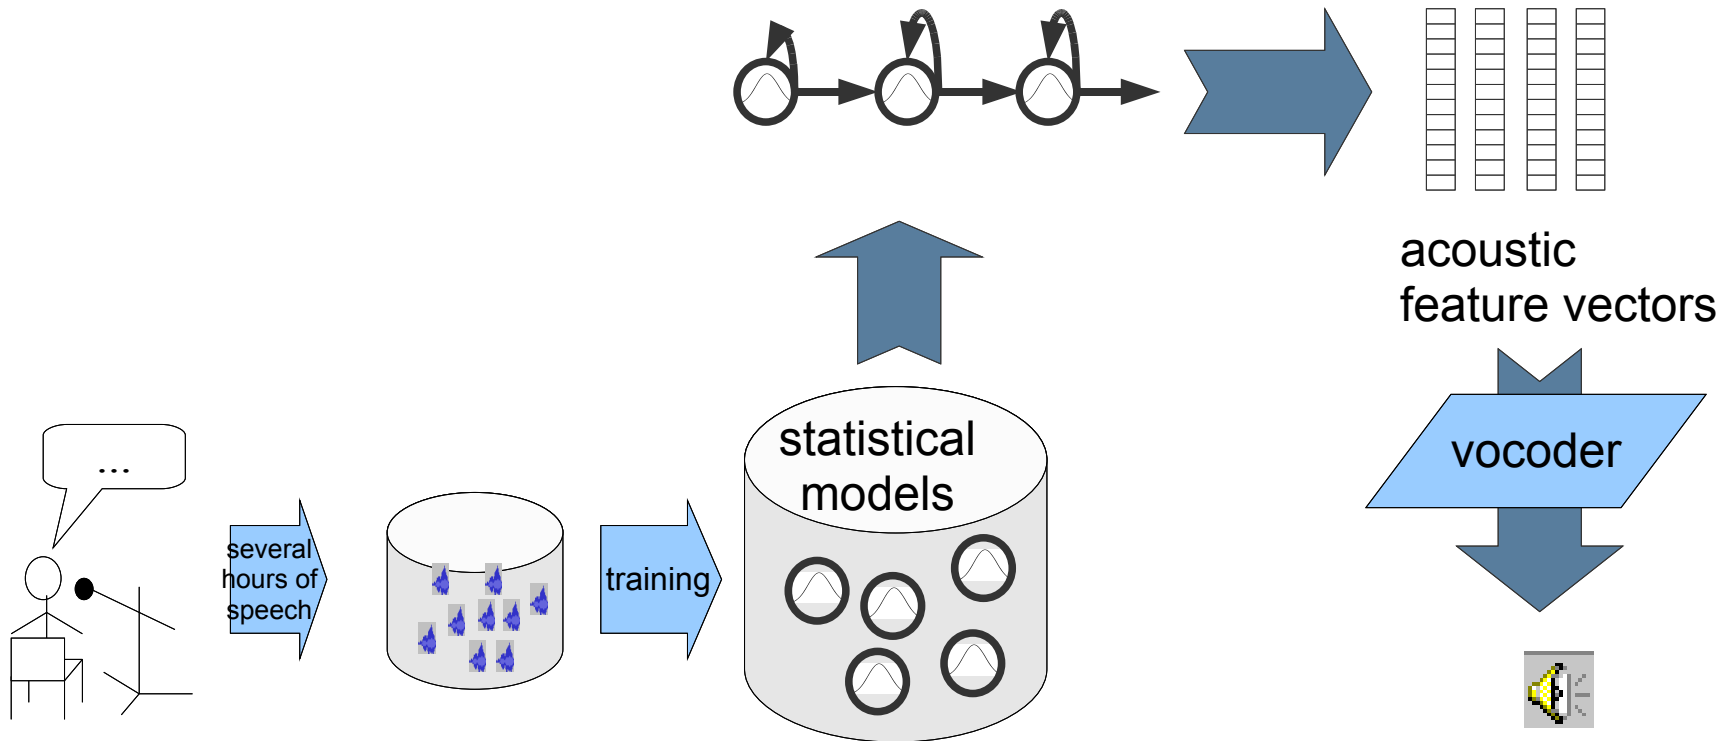 acoustic
feature vectors
...
statistical
models
vocoder
several
hours of
speech
training